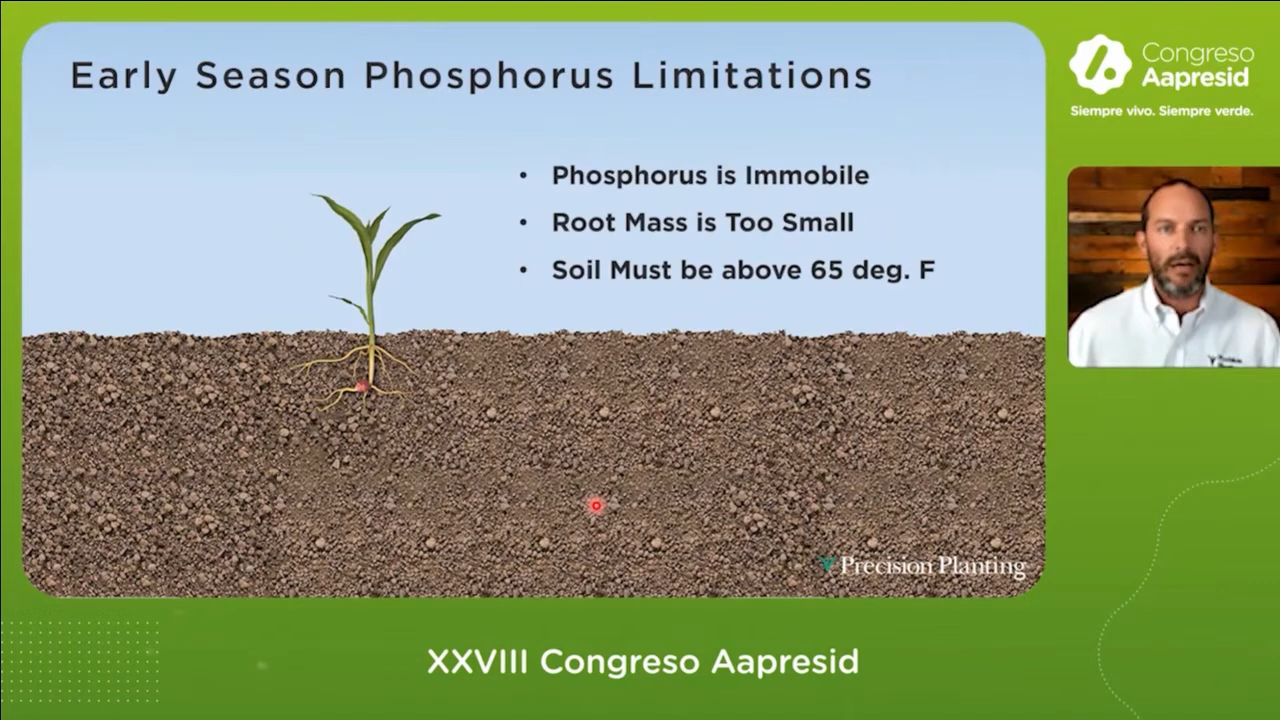 Early Season Phosphorus Limitations
• Phosphorus is Immobile
• Root Mass is Too Small
• Soil Must be above 65 deg. F
Precision Planting
Congreso
Aapresid
Siempre vivo. Siempre verde.
XXVIII Congreso Aapresid